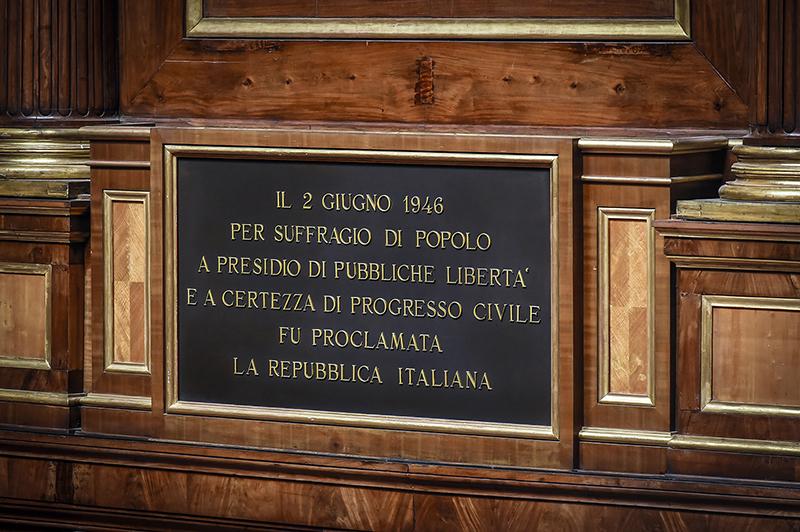 IL 2 GIUGNO 1946
PER SUFFRAGIO DI POPOLO
A PRESIDIO DI PUBBLICHE LIBERTA'
E A CERTEZZA DI PROGRESSO CIVILE
FU PROCLAMATA
LA REPUBBLICA ITALIANA